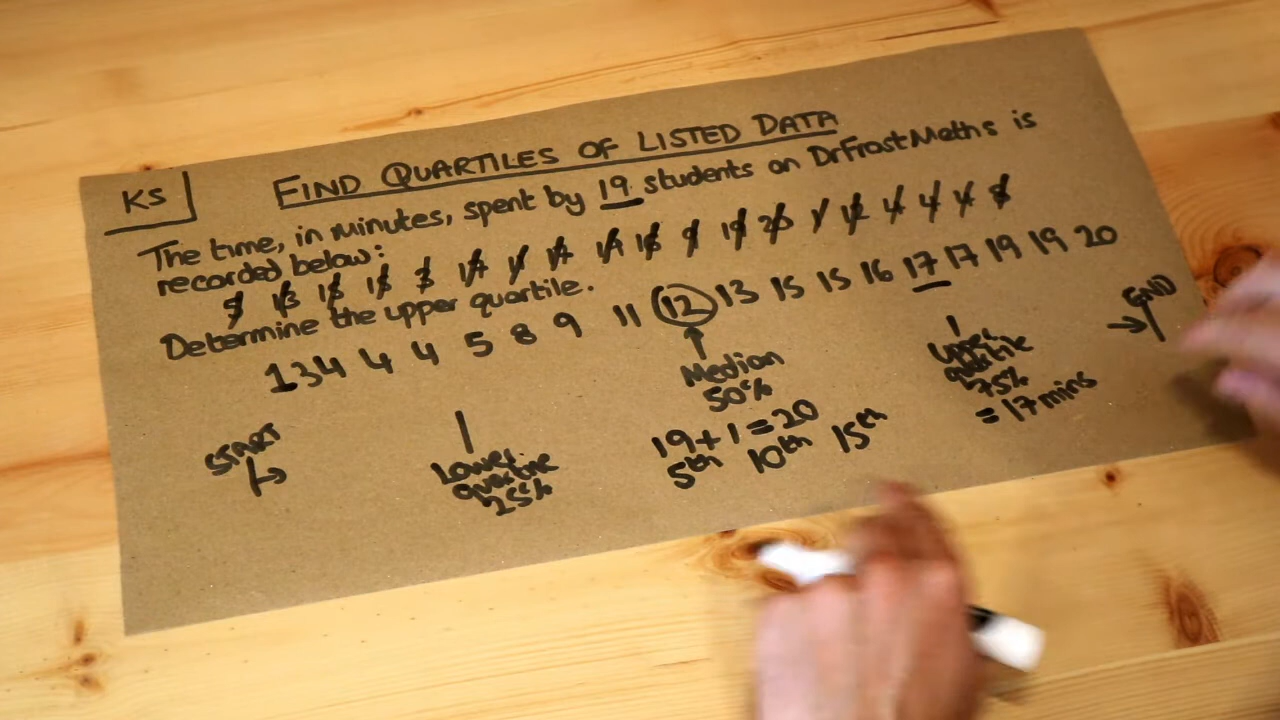 K5
FIND QUARTILES OF LISTED DATA
The time, in minutes, spent by 19 students on DrFrostMaths is
recorded below:
Determine the upper quartile.
1 3 4 4 4 5 8 9 11 12 13 15 15 16 17 17 19 19 20
START
Lower quartile 25%
Median
50%
19+1=20
5th 10th 15th
Upper quartile
75%
= 17 mins
END